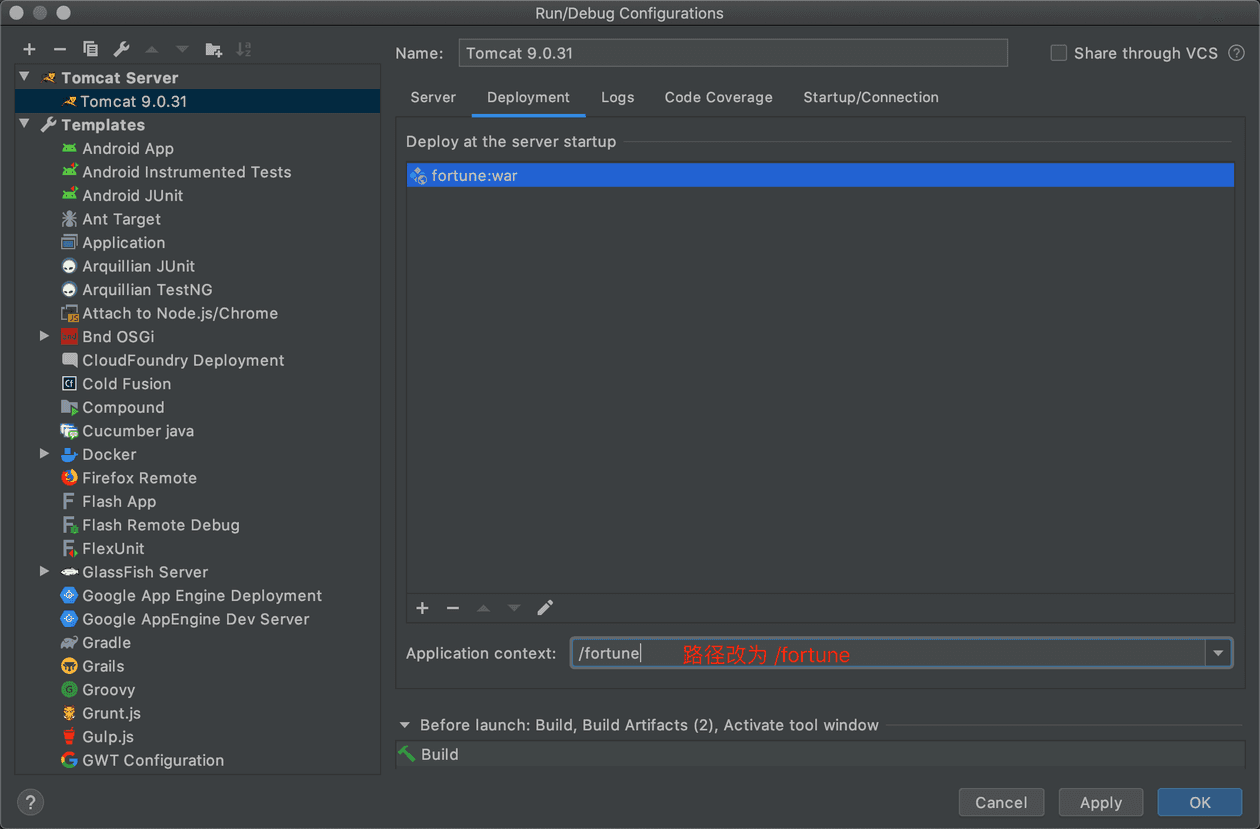 Run/Debug Configurations
Name: Tomcat 9.0.31 Share through VCS ?
Tomcat Server
Tomcat 9.0.31
Templates
Android App
Android Instrumented Tests
Android JUnit
Ant Target
Application
Arquillian JUnit
Arquillian TestNG
Attach to Node.js/Chrome
Bnd OSGi
CloudFoundry Deployment
Cold Fusion
Compound
Cucumber java
Docker
Firefox Remote
Flash App
Flash Remote Debug
FlexUnit
GlassFish Server
Google App Engine Deployment
Google AppEngine Dev Server
Gradle
Grails
Groovy
Grunt.js
Gulp.js
GWT Configuration
Server Deployment Logs Code Coverage Startup/Connection
Deploy at the server startup
fortune:war
Application context: /fortune 路径改为 /fortune
Before launch: Build, Build Artifacts (2), Activate tool window
Build
? Cancel Apply OK